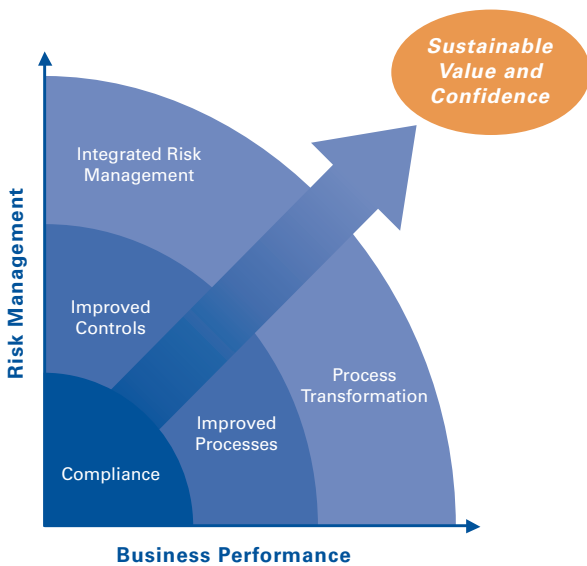 Sustainable
Value and
Confidence
Integrated Risk
Management
Risk Management
Improved
Controls
Process
Transformation
Improved
Processes
Compliance
Business Performance